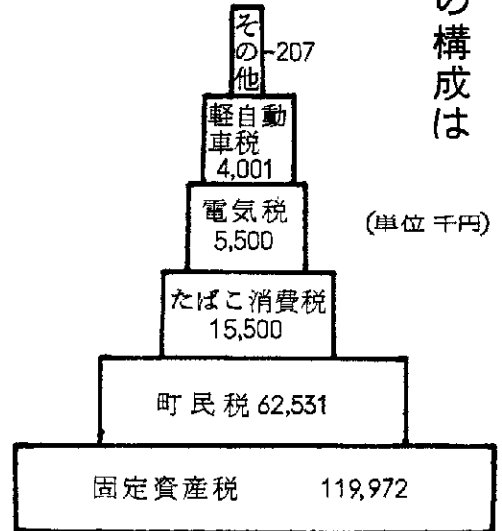 の構成は
(単位 千円)
その他
207
軽自動
車税
4,001
電気税
5,500
たばこ消費税
15,500
町民税 62,531
固定資産税 119,972